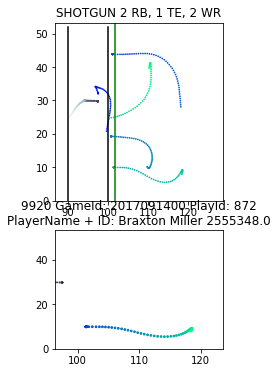 SHOTGUN 2 RB, 1 TE, 2 WR
50
40
30
20
10
0
90 100 110 120
9920 GameId: 2017091400 PlayId: 872
PlayerName + ID: Braxton Miller 2555348.0
40
20
0
100 110 120